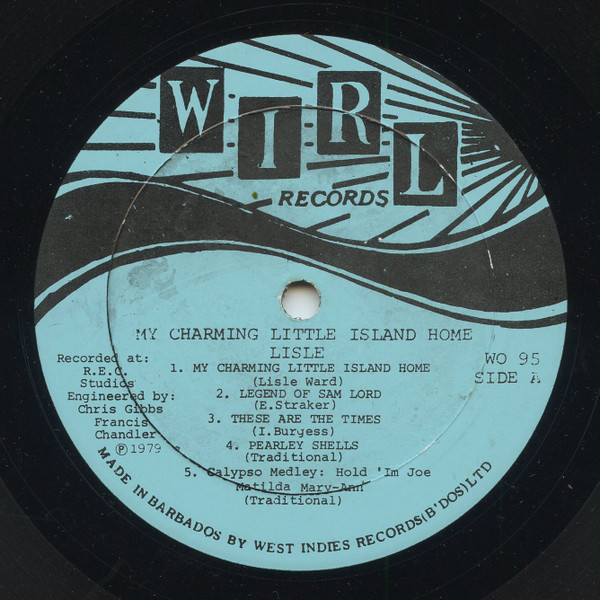 WIRL
RECORDS
MY CHARMING LITTLE ISLAND HOME
LISLE
Recorded at:
R.E.C.
Studios
Engineered by:
Chris Gibbs
Francis
Chandler
℗ 1979
1. MY CHARMING LITTLE ISLAND HOME
(Lisle Ward)
2. LEGEND OF SAM LORD
(E.Straker)
3. THESE ARE THE TIMES
(I.Burgess)
4. PEARLEY SHELLS
(Traditional)
5. Calypso Medley: Hold 'Im Joe
Matilda Mary-Ann
(Traditional)
WO 95
SIDE A
MADE IN BARBADOS BY WEST INDIES RECORDS (B'DOS) LTD